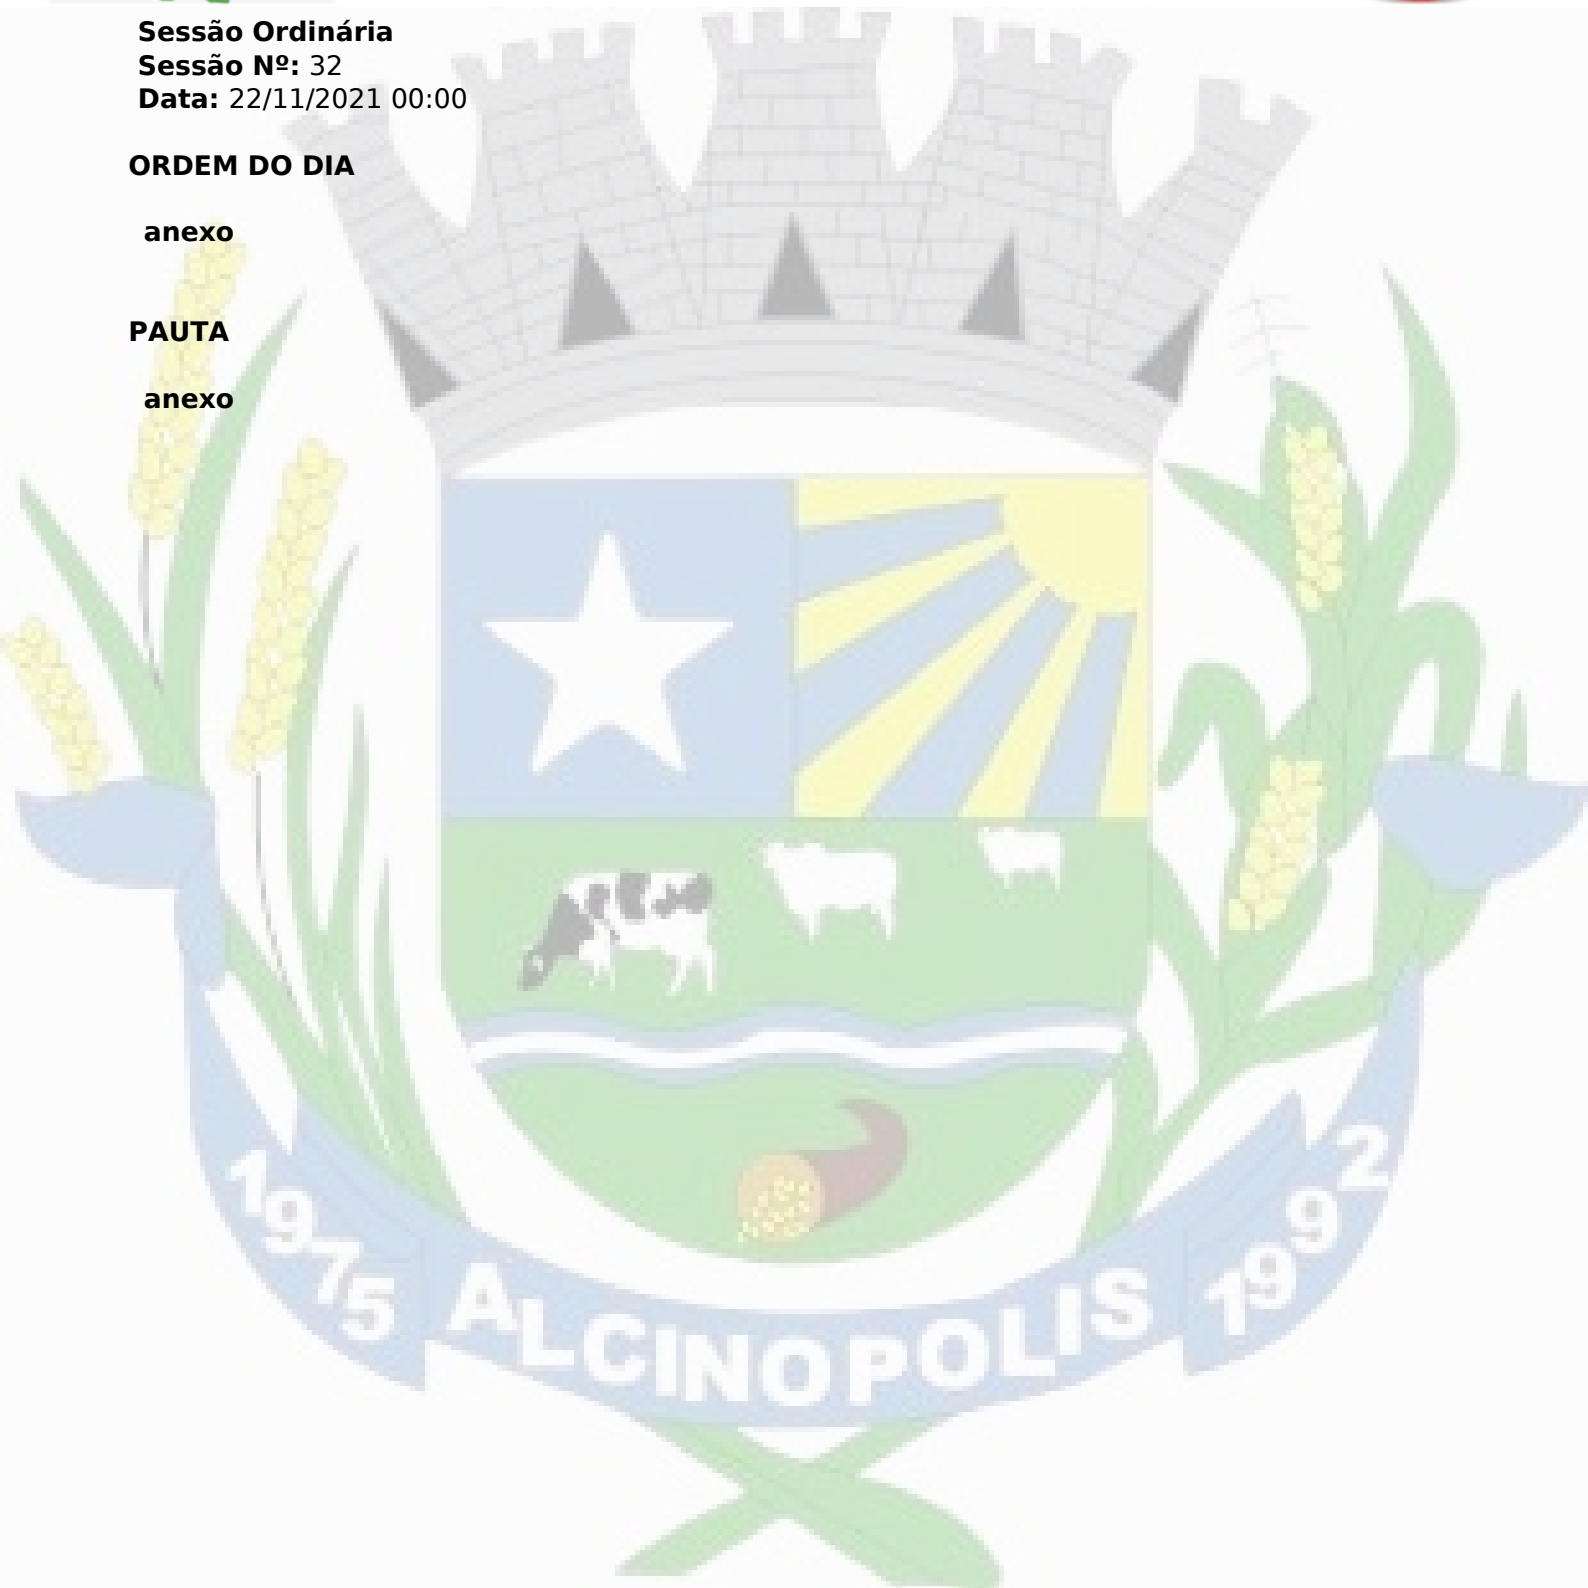 Sessão Ordinária
Sessão Nº: 32
Data: 22/11/2021 00:00
ORDEM DO DIA
anexo
PAUTA
anexo
1975 ALCINOPOLIS 1992